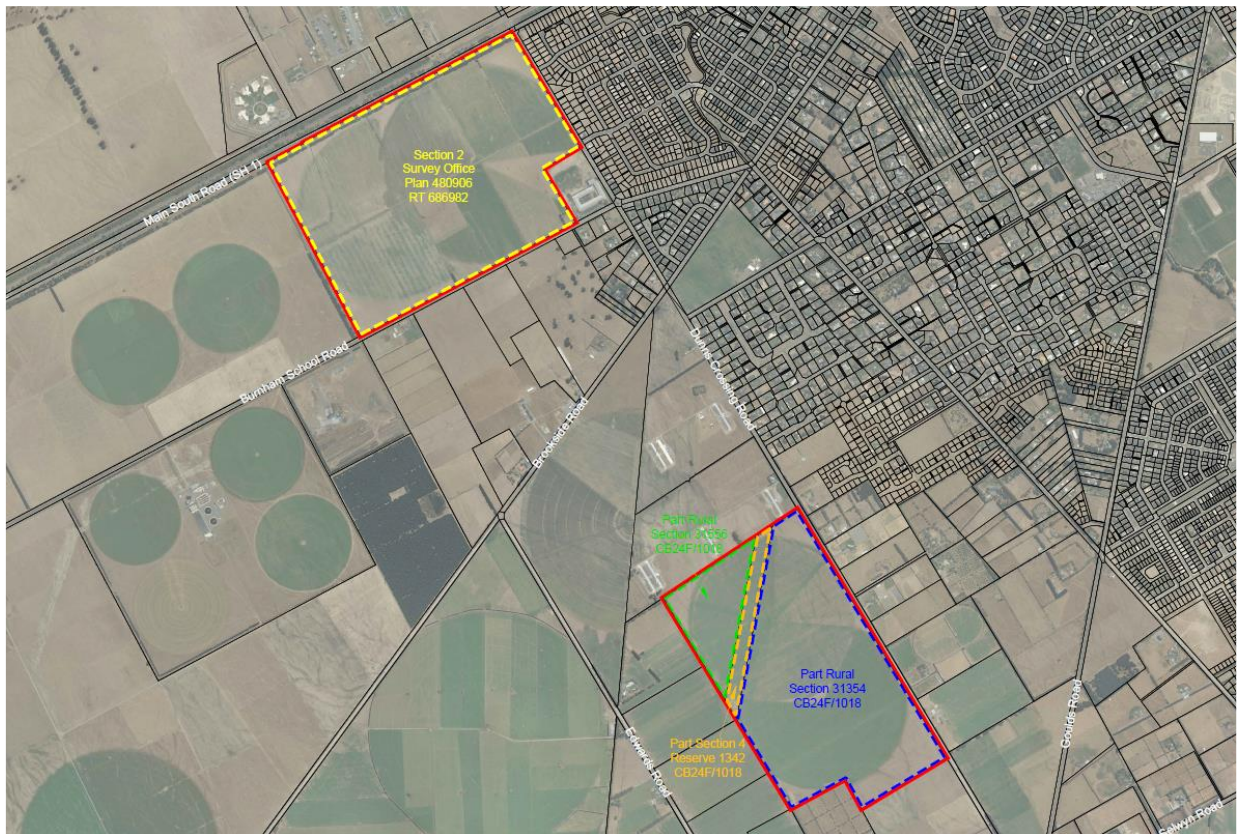 Section 2
Survey Office
Plan 480906
RT 686982
Main South Road (SH 1)
Burnham School Road
Brookside Road
Dunns Crossing Road
Part Rural
Section 31656
CB24F/1018
Part Rural
Section 31354
CB24F/1018
Part Section 4
Reserve 1342
CB24F/1018
Edwards Road
Goulds Road
Selwyn Road